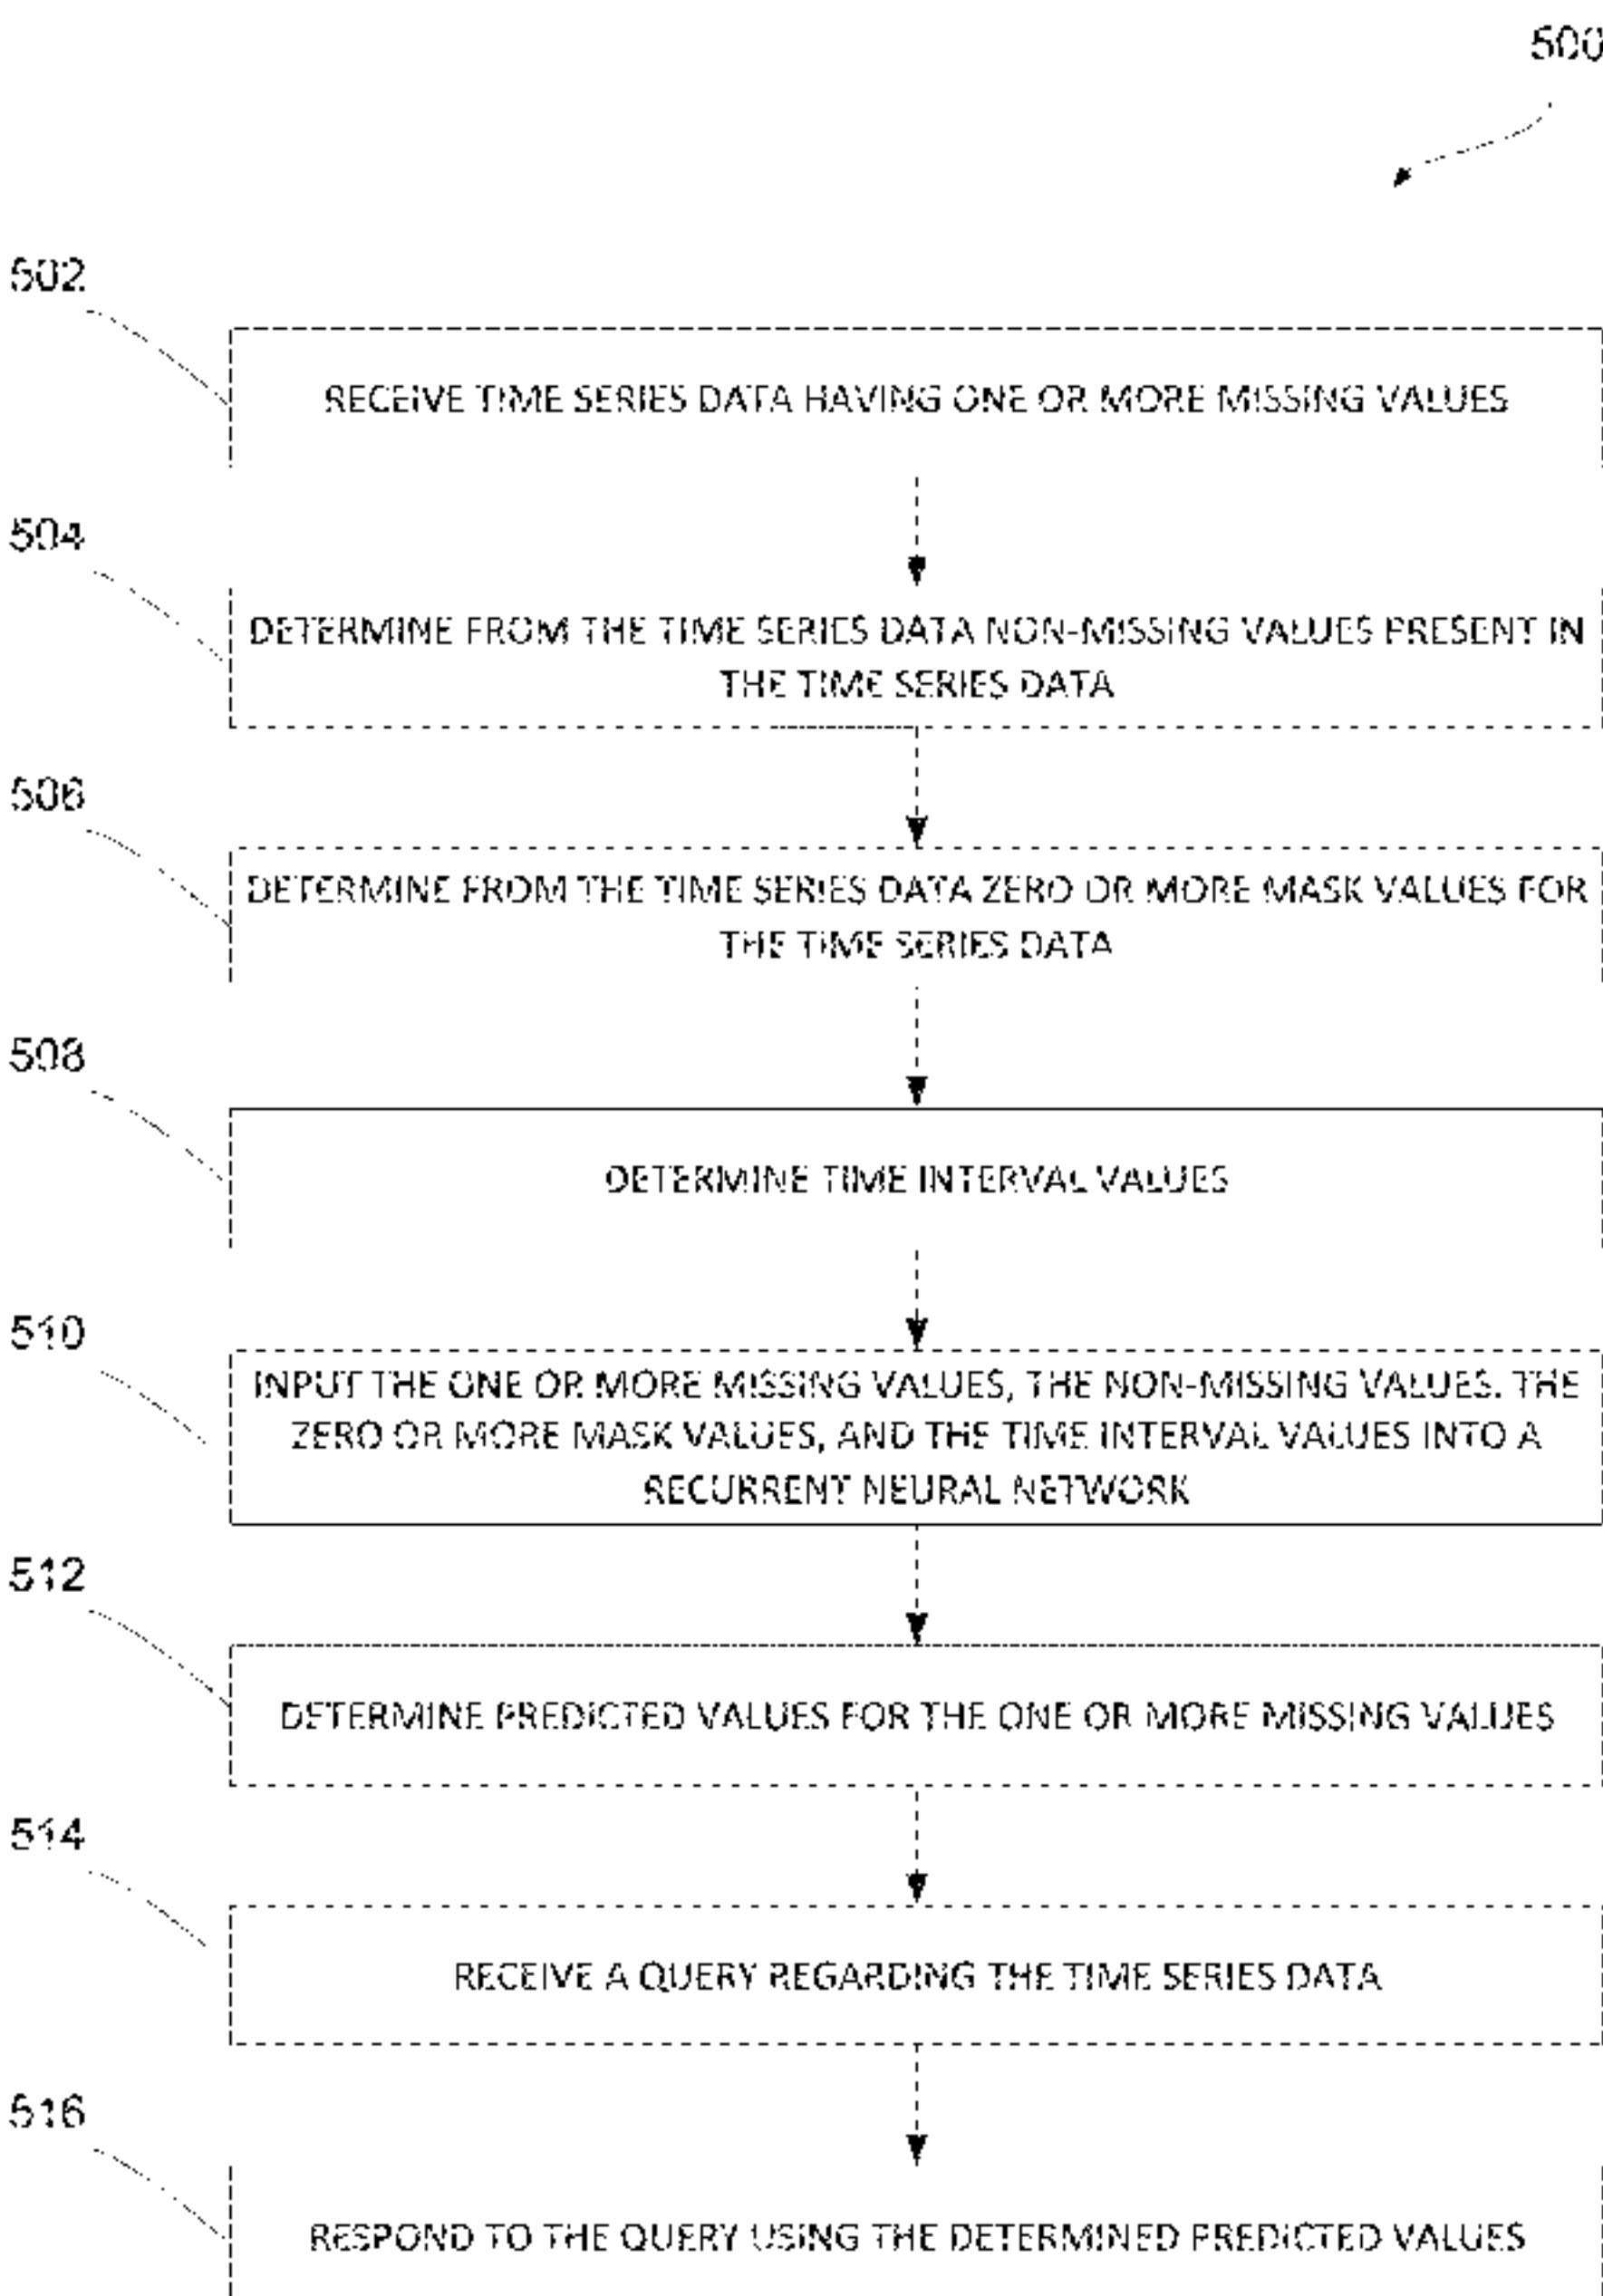 500
502
RECEIVE TIME SERIES DATA HAVING ONE OR MORE MISSING VALUES
504
DETERMINE FROM THE TIME SERIES DATA NON-MISSING VALUES PRESENT IN
THE TIME SERIES DATA
506
DETERMINE FROM THE TIME SERIES DATA ZERO OR MORE MASK VALUES FOR
THE TIME SERIES DATA
508
DETERMINE TIME INTERVAL VALUES
510
INPUT THE ONE OR MORE MISSING VALUES, THE NON-MISSING VALUES, THE
ZERO OR MORE MASK VALUES, AND THE TIME INTERVAL VALUES INTO A
RECURRENT NEURAL NETWORK
512
DETERMINE PREDICTED VALUES FOR THE ONE OR MORE MISSING VALUES
514
RECEIVE A QUERY REGARDING THE TIME SERIES DATA
516
RESPOND TO THE QUERY USING THE DETERMINED PREDICTED VALUES